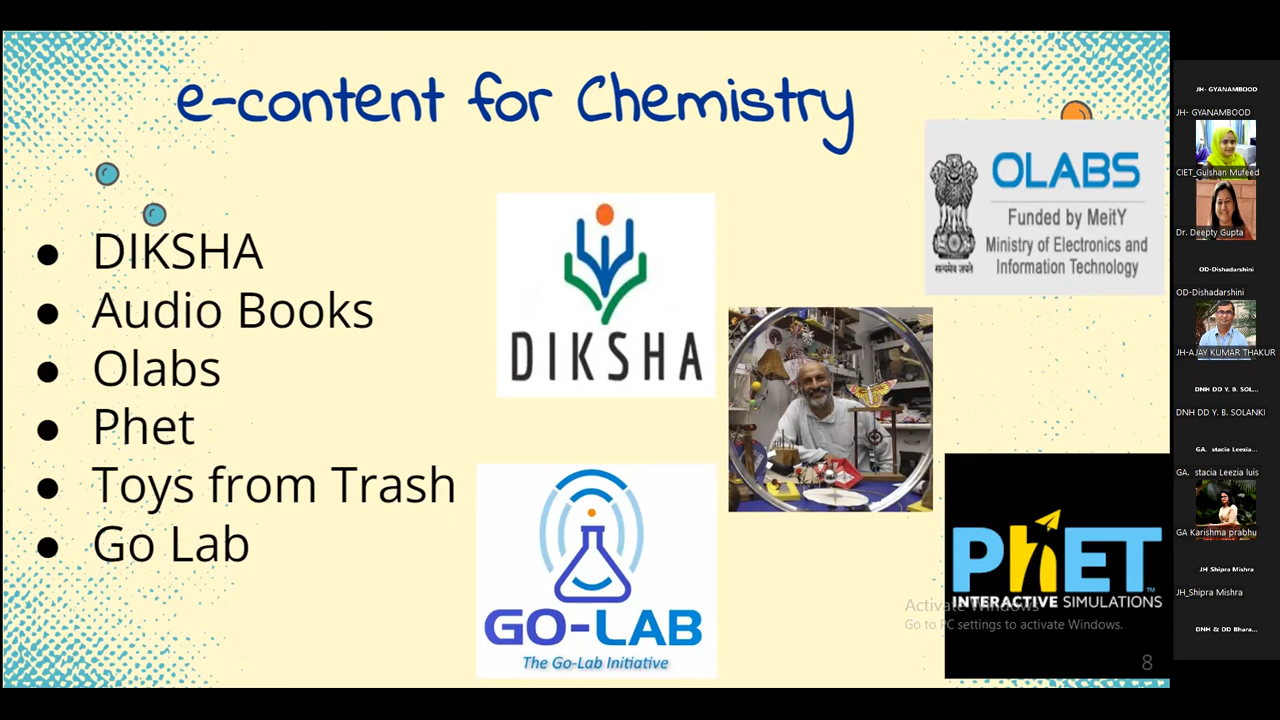 e-content for Chemistry
DIKSHA
Audio Books
Olabs
Phet
Toys from Trash
Go Lab
DIKSHA
OLABS
Funded by MeitY
Ministry of Electronics and
Information Technology
सत्यमेव जयते
GO-LAB
The Go-Lab Initiative
PhET
TM
INTERACTIVE SIMULATIONS
Activate Windows
Go to PC settings to activate Windows.
8
JH- GYANAMBOOD
JH- GYANAMBOOD
CIET_Gulshan Mufeed
Dr. Deepty Gupta
OD-Dishadarshini
OD-Dishadarshini
JH-AJAY KUMAR THAKUR
DNH DD Y. B. SOL...
DNH DD Y. B. SOLANKI
GA. stacia Leezia...
GA. stacia Leezia luis
GA Karishma prabhu
JH_Shipra Mishra
JH_Shipra Mishra
DNH & DD Bhara...